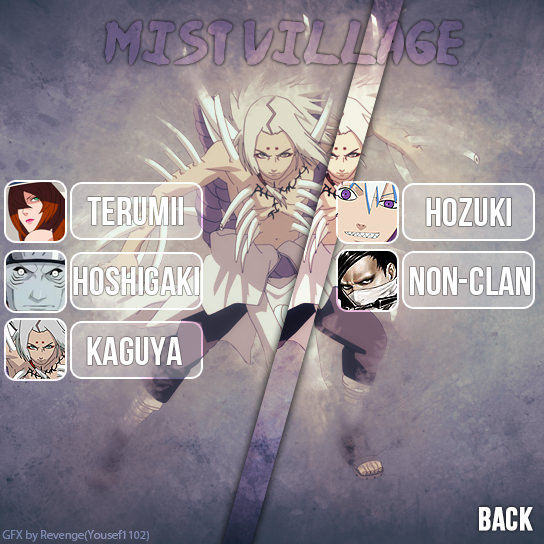 MIST VILLAGE
TERUMII
HOZUKI
HOSHIGAKI
NON-CLAN
KAGUYA
BACK
GFX by Revenge(Yousef1102)